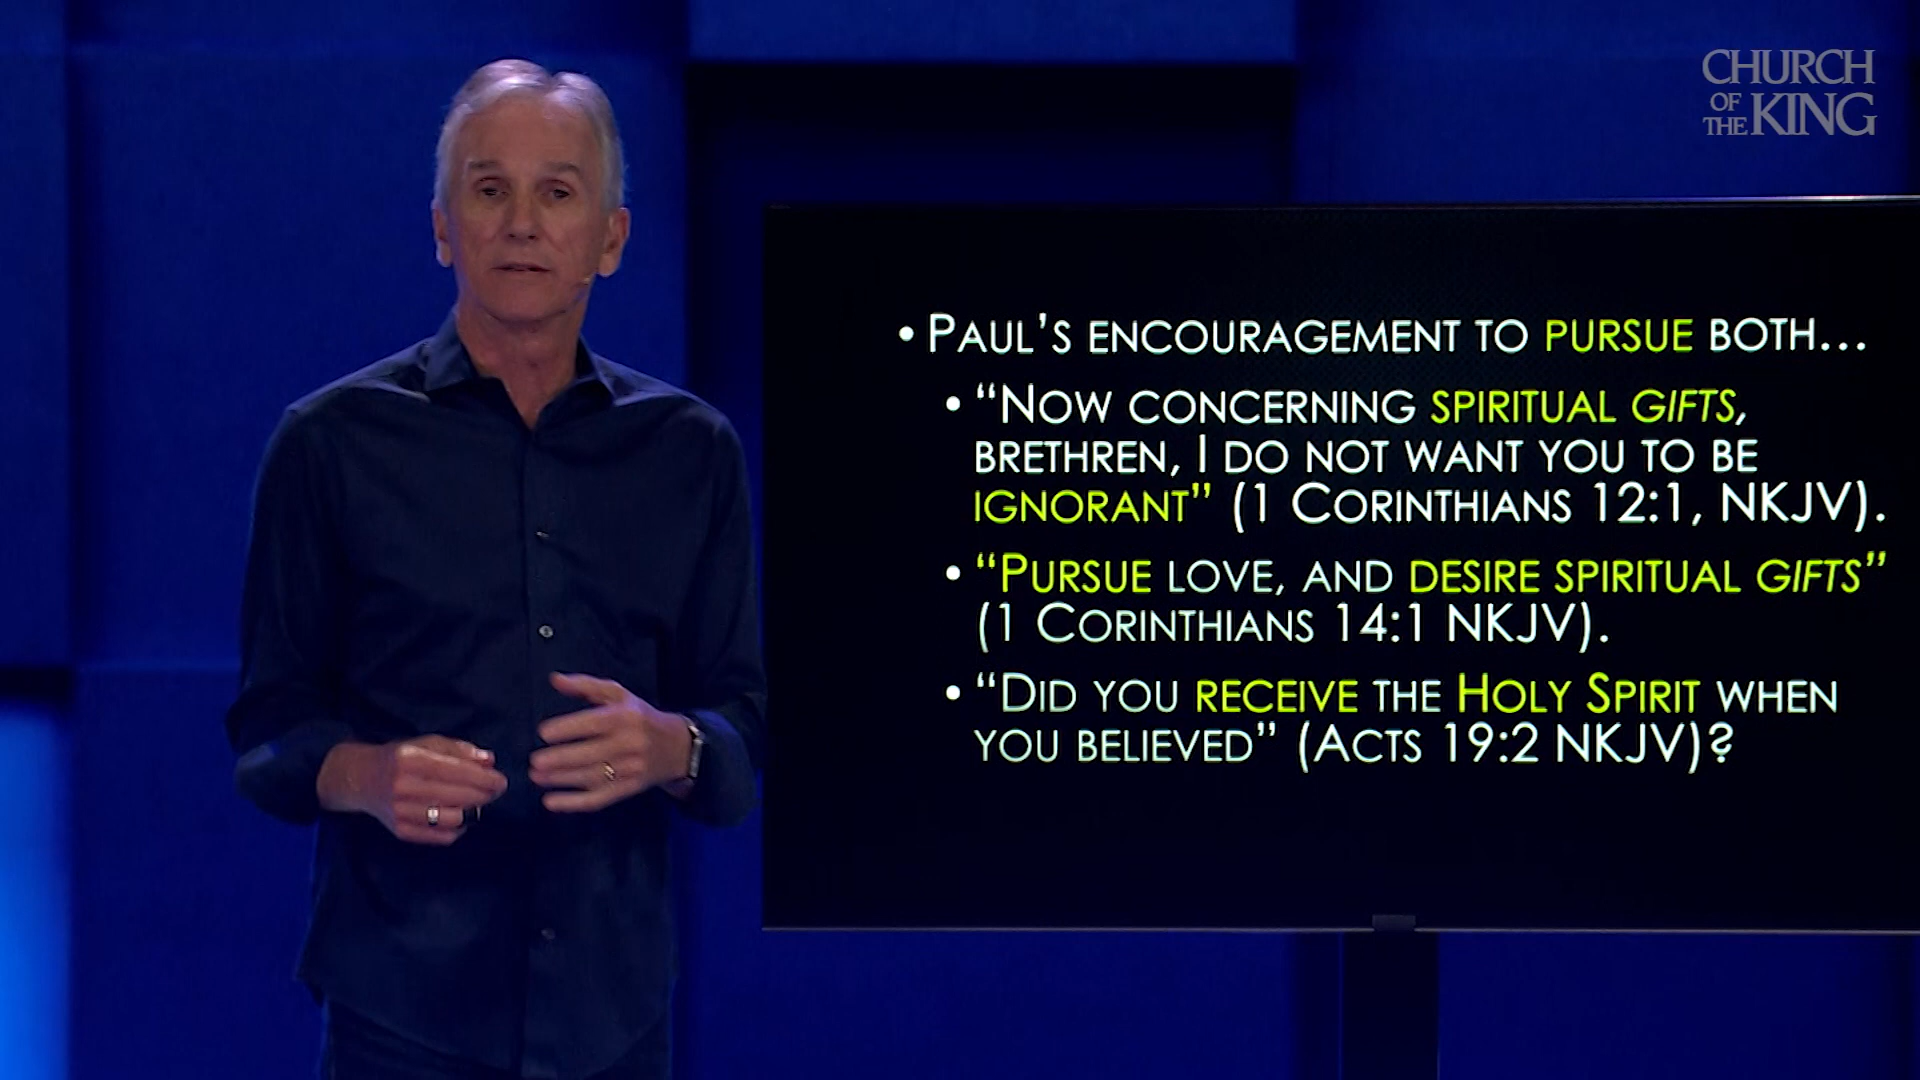 CHURCH
OF
THE KING
• PAUL'S ENCOURAGEMENT TO PURSUE BOTH...
• “NOW CONCERNING SPIRITUAL GIFTS,
BRETHREN, I DO NOT WANT YOU TO BE
IGNORANT” (1 CORINTHIANS 12:1, NKJV).
• “PURSUE LOVE, AND DESIRE SPIRITUAL GIFTS”
(1 CORINTHIANS 14:1 NKJV).
• “DID YOU RECEIVE THE HOLY SPIRIT WHEN
YOU BELIEVED” (ACTS 19:2 NKJV)?